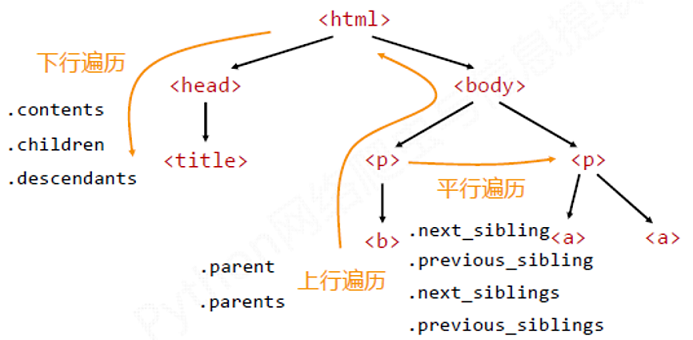 <html>
下行遍历
<head>
<body>
.contents
.children
.descendants
<title>
<p>
<p>
平行遍历
<b>
.next_sibling
<a>
<a>
.previous_sibling
.next_siblings
.previous_siblings
.parent
.parents
上行遍历